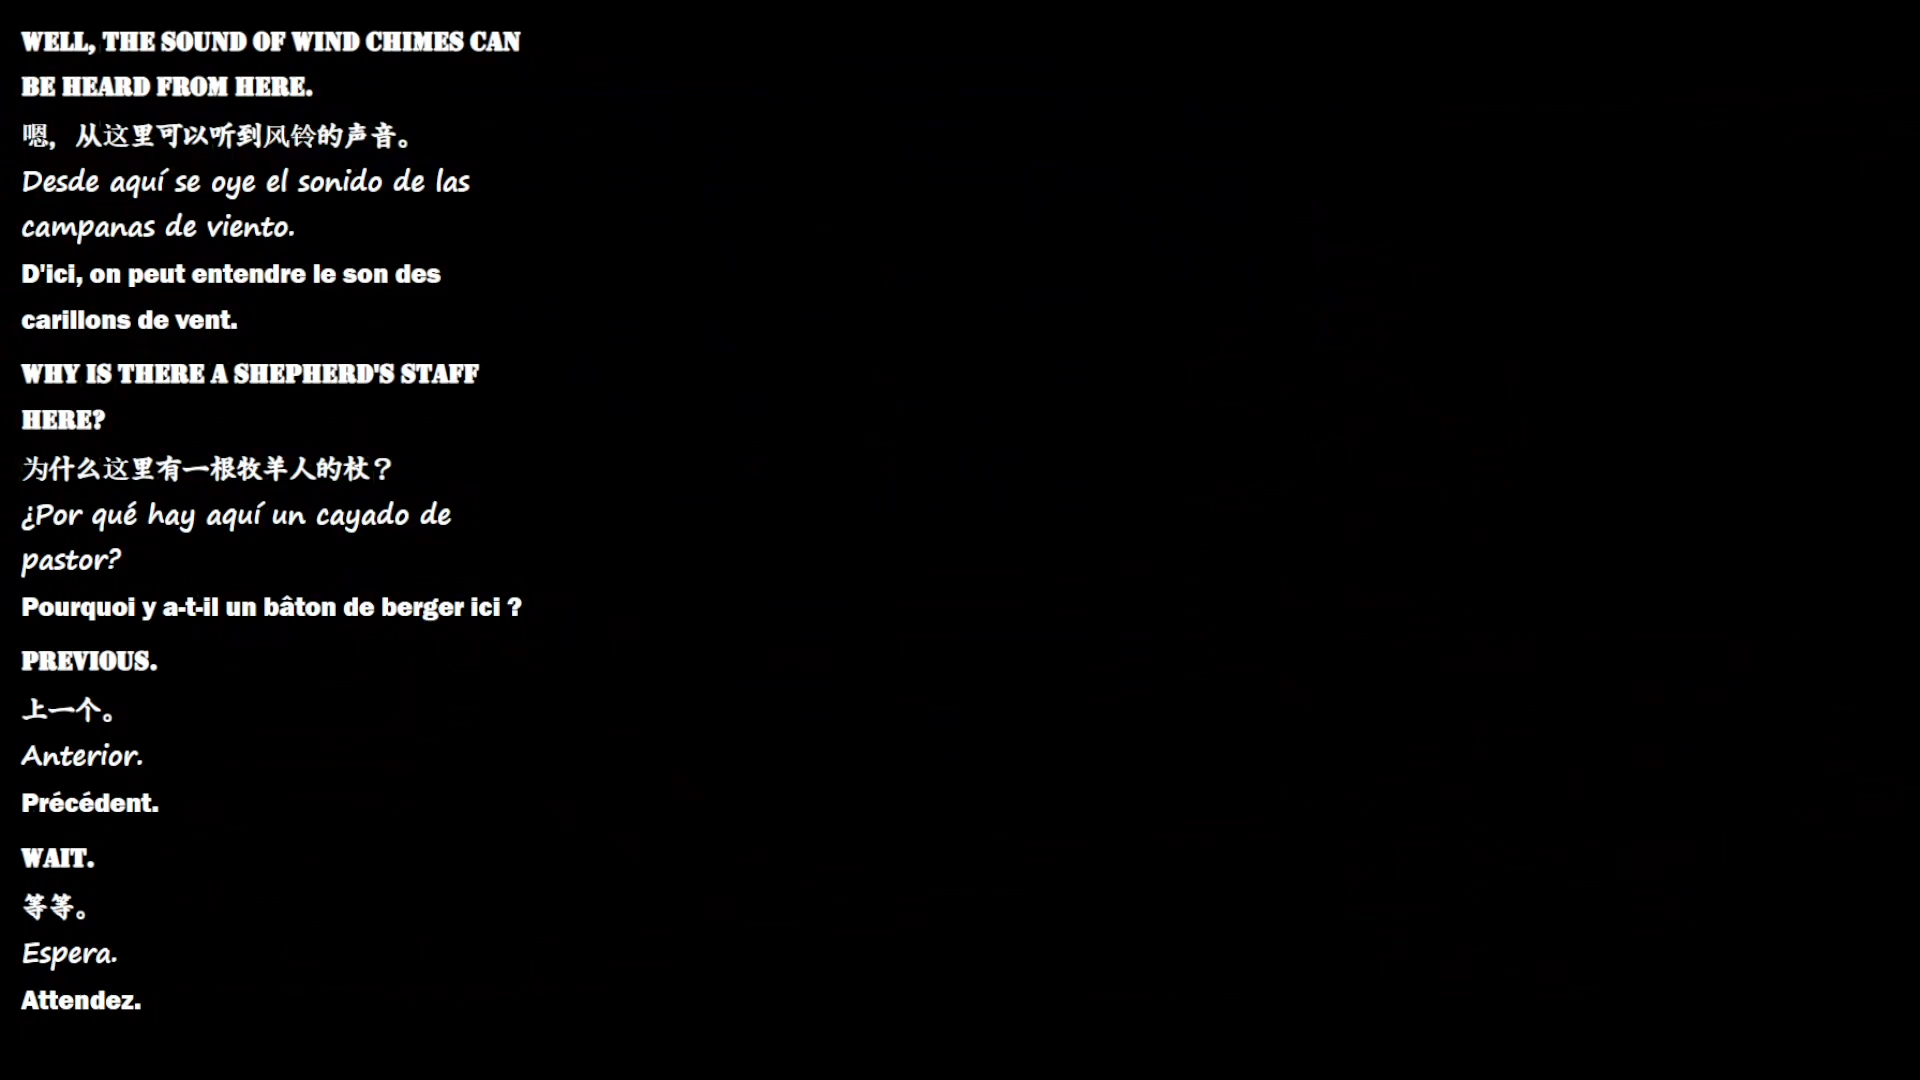 WELL, THE SOUND OF WIND CHIMES CAN
BE HEARD FROM HERE.
嗯，从这里可以听到风铃的声音。
Desde aquí se oye el sonido de las
campanas de viento.
D'ici, on peut entendre le son des
carillons de vent.
WHY IS THERE A SHEPHERD'S STAFF
HERE?
为什么这里有一根牧羊人的杖？
¿Por qué hay aquí un cayado de
pastor?
Pourquoi y a-t-il un bâton de berger ici ?
PREVIOUS.
上一个。
Anterior.
Précédent.
WAIT.
等等。
Espera.
Attendez.